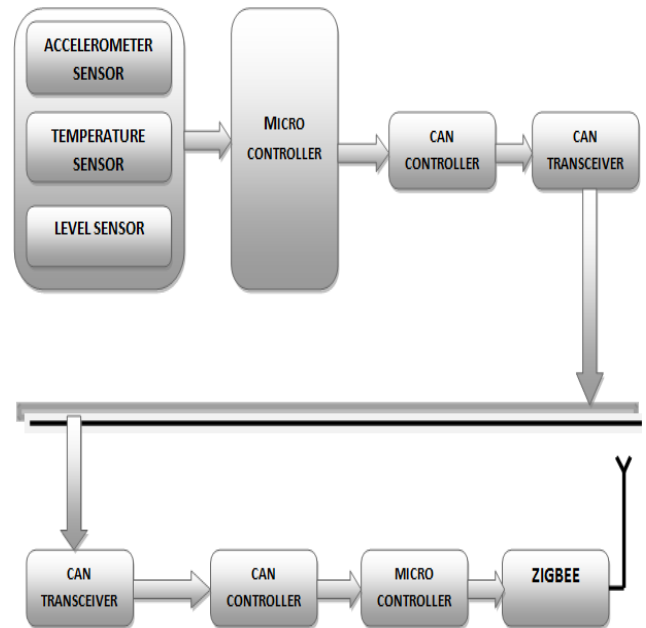 ACCELEROMETER
SENSOR
TEMPERATURE
SENSOR
LEVEL SENSOR
MICRO
CONTROLLER
CAN
CONTROLLER
CAN
TRANSCEIVER
CAN
TRANSCEIVER
CAN
CONTROLLER
MICRO
CONTROLLER
ZIGBEE